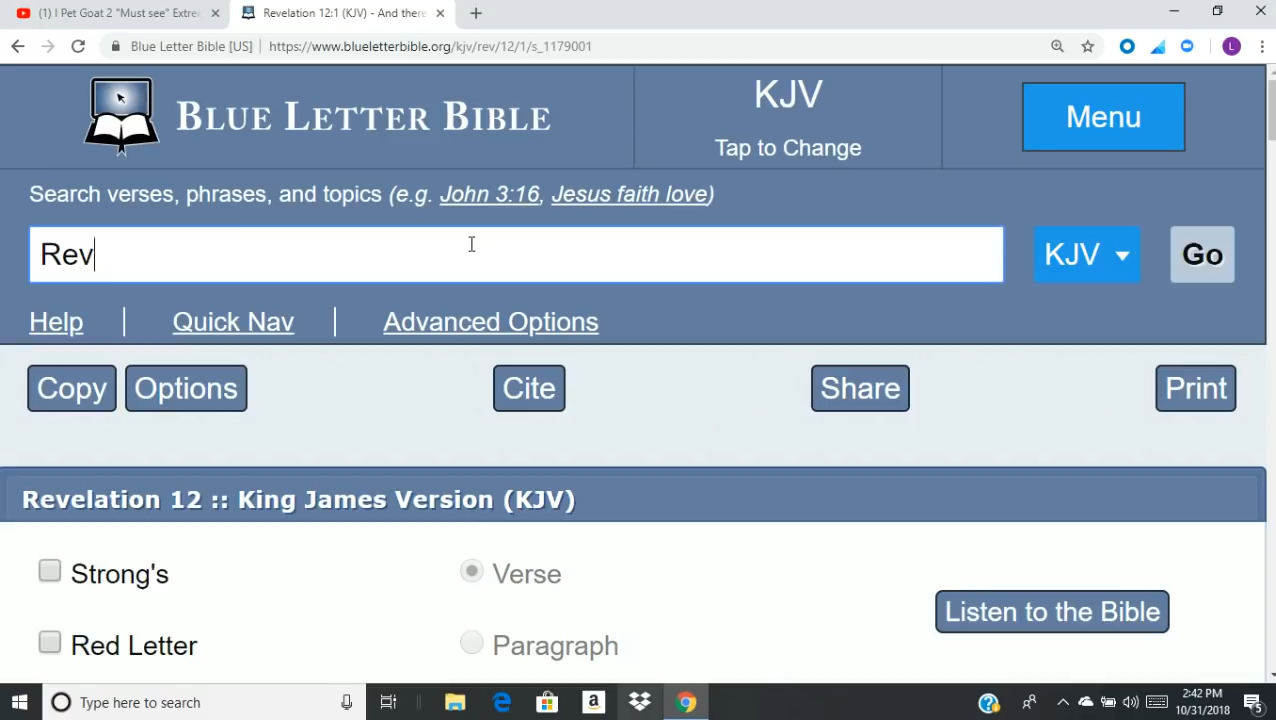 (1) I Pet Goat 2 "Must see" Extre
Revelation 12:1 (KJV) - And there
Blue Letter Bible [US] | https://www.blueletterbible.org/kjv/rev/12/1/s_1179001
L
BLUE LETTER BIBLE
KJV
Tap to Change
Menu
Search verses, phrases, and topics (e.g. John 3:16, Jesus faith love)
Rev
KJV
Go
Help
Quick Nav
Advanced Options
Copy
Options
Cite
Share
Print
Revelation 12 :: King James Version (KJV)
Strong's
Verse
Listen to the Bible
Red Letter
Paragraph
Type here to search
2:42 PM
10/31/2018
5